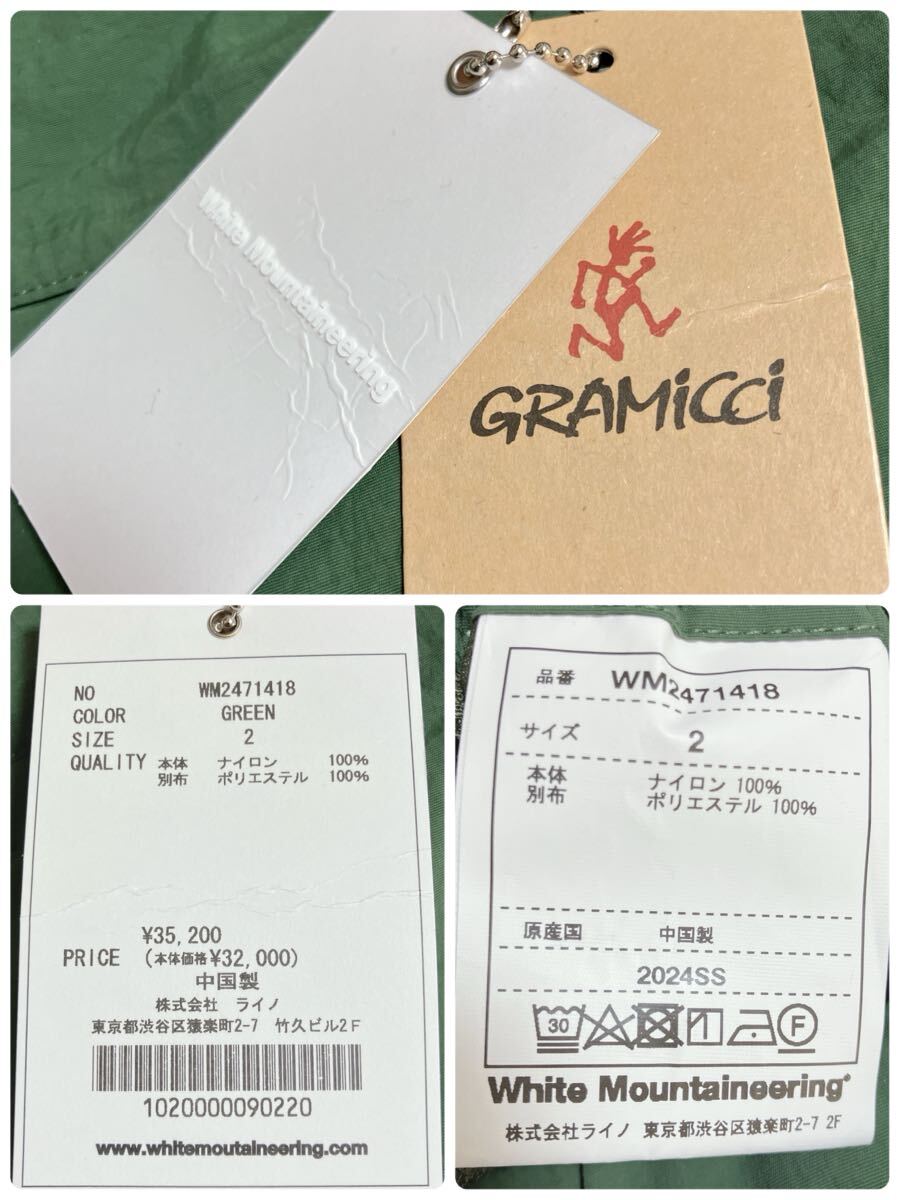 White Mountaineering
GRAMiCCi
NO WM2471418
COLOR GREEN
SIZE 2
QUALITY 本体 ナイロン 100%
別布 ポリエステル 100%
¥35,200
PRICE (本体価格¥32,000)
中国製
株式会社 ライノ
東京都渋谷区猿楽町2-7 竹久ビル2F
1020000090220
www.whitemoutaineering.com
品番 WM2471418
サイズ 2
本体 ナイロン 100%
別布 ポリエステル 100%
原産国 中国製
2024SS
30 F
White Mountaineering®
株式会社ライノ 東京都渋谷区猿楽町2-7 2F